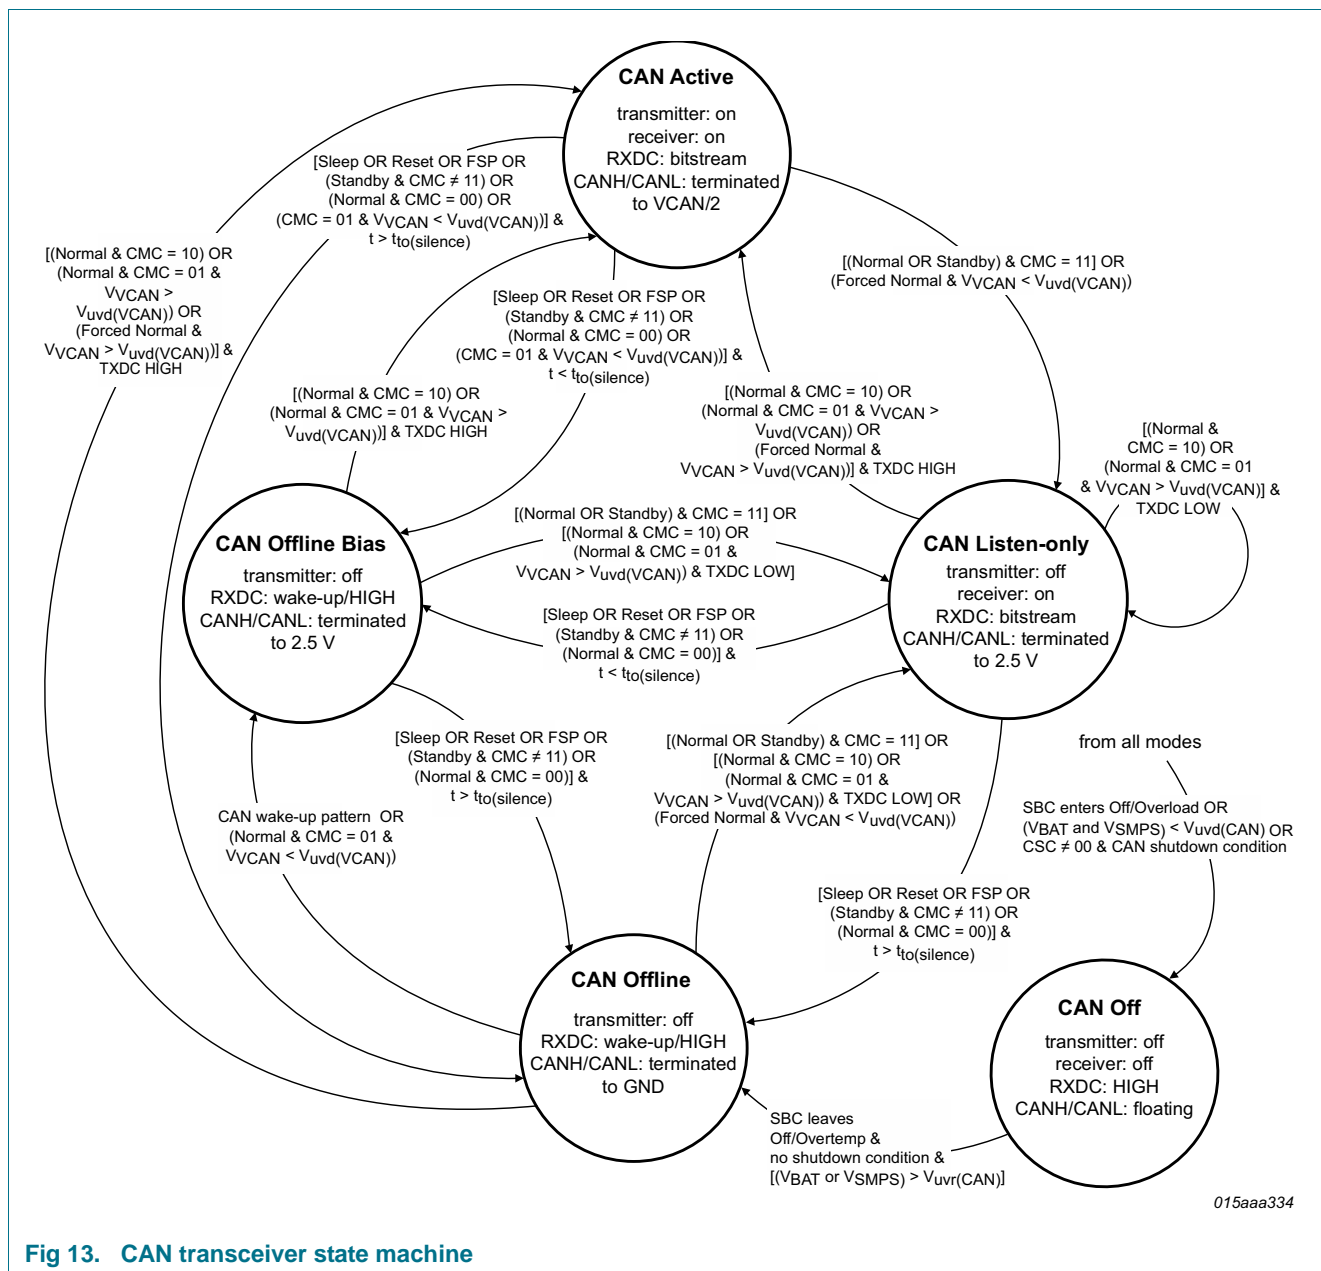 CAN Active
transmitter: on
receiver: on
RXDC: bitstream
CANH/CANL: terminated
to VCAN/2
[Sleep OR Reset OR FSP OR
(Standby & CMC ≠ 11) OR
(Normal & CMC = 00) OR
(CMC = 01 & VVCAN < Vuvd(VCAN))] &
t > tto(silence)
[(Normal & CMC = 10) OR
(Normal & CMC = 01 &
VVCAN >
Vuvd(VCAN)) OR
(Forced Normal &
VVCAN > Vuvd(VCAN))] &
TXDC HIGH
[(Normal OR Standby) & CMC = 11] OR
(Forced Normal & VVCAN < Vuvd(VCAN))
[Sleep OR Reset OR FSP OR
(Standby & CMC ≠ 11) OR
(Normal & CMC = 00) OR
(CMC = 01 & VVCAN < Vuvd(VCAN))] &
t < tto(silence)
[(Normal & CMC = 10) OR
(Normal & CMC = 01 & VVCAN >
Vuvd(VCAN))] & TXDC HIGH
[(Normal & CMC = 10) OR
(Normal & CMC = 01 & VVCAN >
Vuvd(VCAN)) OR
(Forced Normal &
VVCAN > Vuvd(VCAN))] & TXDC HIGH
[(Normal &
CMC = 10) OR
(Normal & CMC = 01
& VVCAN > Vuvd(VCAN)] &
TXDC LOW
CAN Offline Bias
transmitter: off
RXDC: wake-up/HIGH
CANH/CANL: terminated
to 2.5 V
[(Normal OR Standby) & CMC = 11] OR
[(Normal & CMC = 10) OR
(Normal & CMC = 01 &
VVCAN > Vuvd(VCAN)) & TXDC LOW]
CAN Listen-only
transmitter: off
receiver: on
RXDC: bitstream
CANH/CANL: terminated
to 2.5 V
[Sleep OR Reset OR FSP OR
(Standby & CMC ≠ 11) OR
(Normal & CMC = 00)] &
t < tto(silence)
[Sleep OR Reset OR FSP OR
(Standby & CMC ≠ 11) OR
(Normal & CMC = 00)] &
t > tto(silence)
[(Normal OR Standby) & CMC = 11] OR
[(Normal & CMC = 10) OR
(Normal & CMC = 01 &
VVCAN > Vuvd(VCAN)) & TXDC LOW] OR
(Forced Normal & VVCAN < Vuvd(VCAN))
from all modes
SBC enters Off/Overload OR
(VBAT and VSMPS) < Vuvd(CAN) OR
CSC ≠ 00 & CAN shutdown condition
CAN wake-up pattern OR
(Normal & CMC = 01 &
VVCAN < Vuvd(VCAN))
[Sleep OR Reset OR FSP OR
(Standby & CMC ≠ 11) OR
(Normal & CMC = 00)] &
t > tto(silence)
CAN Offline
transmitter: off
RXDC: wake-up/HIGH
CANH/CANL: terminated
to GND
CAN Off
transmitter: off
receiver: off
RXDC: HIGH
CANH/CANL: floating
SBC leaves
Off/Overtemp &
no shutdown condition &
[(VBAT or VSMPS) > Vuvr(CAN)]
015aaa334
Fig 13. CAN transceiver state machine